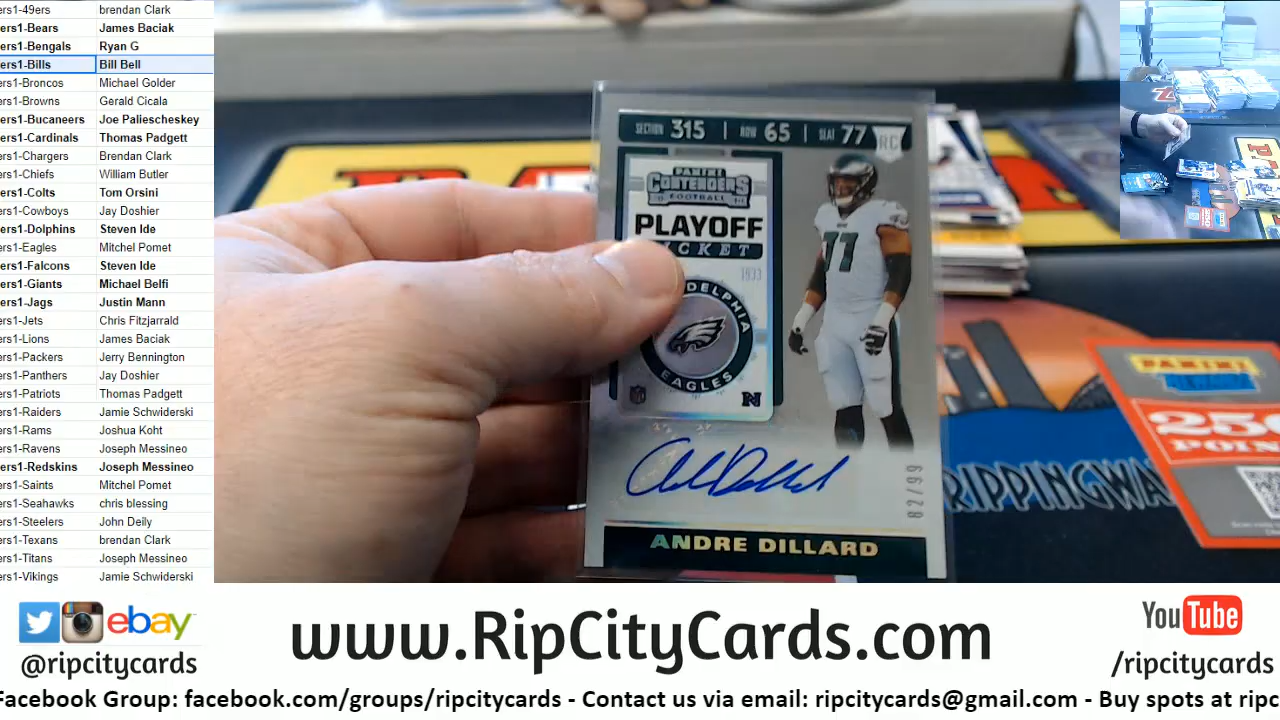 ers1-49ers brendan Clark
ers1-Bears James Baciak
ers1-Bengals Ryan G
ers1-Bills Bill Bell
ers1-Broncos Michael Golder
ers1-Browns Gerald Cicala
ers1-Bucaneers Joe Paliescheskey
ers1-Cardinals Thomas Padgett
ers1-Chargers Brendan Clark
ers1-Chiefs William Butler
ers1-Colts Tom Orsini
ers1-Cowboys Jay Doshier
ers1-Dolphins Steven Ide
ers1-Eagles Mitchel Pomet
ers1-Falcons Steven Ide
ers1-Giants Michael Belfi
ers1-Jags Justin Mann
ers1-Jets Chris Fitzjarrald
ers1-Lions James Baciak
ers1-Packers Jerry Bennington
ers1-Panthers Jay Doshier
ers1-Patriots Thomas Padgett
ers1-Raiders Jamie Schwiderski
ers1-Rams Joshua Koht
ers1-Ravens Joseph Messineo
ers1-Redskins Joseph Messineo
ers1-Saints Mitchel Pomet
ers1-Seahawks chris blessing
ers1-Steelers John Deily
ers1-Texans brendan Clark
ers1-Titans Joseph Messineo
ers1-Vikings Jamie Schwiderski
SECTION 315 | ROW 65 | SEAT 77 RC
PANINI
CONTENDERS
FOOTBALL
PLAYOFF
EAGLES
82/99
ANDRE DILLARD
RIPPINGWA
PANINI
REWARDS
250
POIN
ebay
@ripcitycards
www.RipCityCards.com
YouTube
/ripcitycards
Facebook Group: facebook.com/groups/ripcitycards - Contact us via email: ripcitycards@gmail.com - Buy spots at ripc